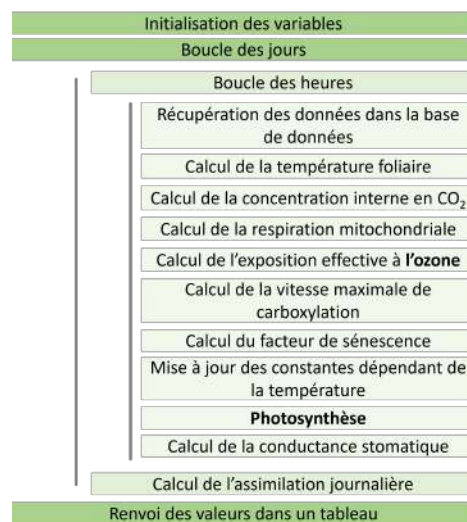 Initialisation des variables
Boucle des jours
Boucle des heures
Récupération des données dans la base
de données
Calcul de la température foliaire
Calcul de la concentration interne en CO₂
Calcul de la respiration mitochondriale
Calcul de l'exposition effective à l'ozone
Calcul de la vitesse maximale de
carboxylation
Calcul du facteur de sénescence
Mise à jour des constantes dépendant de
la température
Photosynthèse
Calcul de la conductance stomatique
Calcul de l'assimilation journalière
Renvoi des valeurs dans un tableau